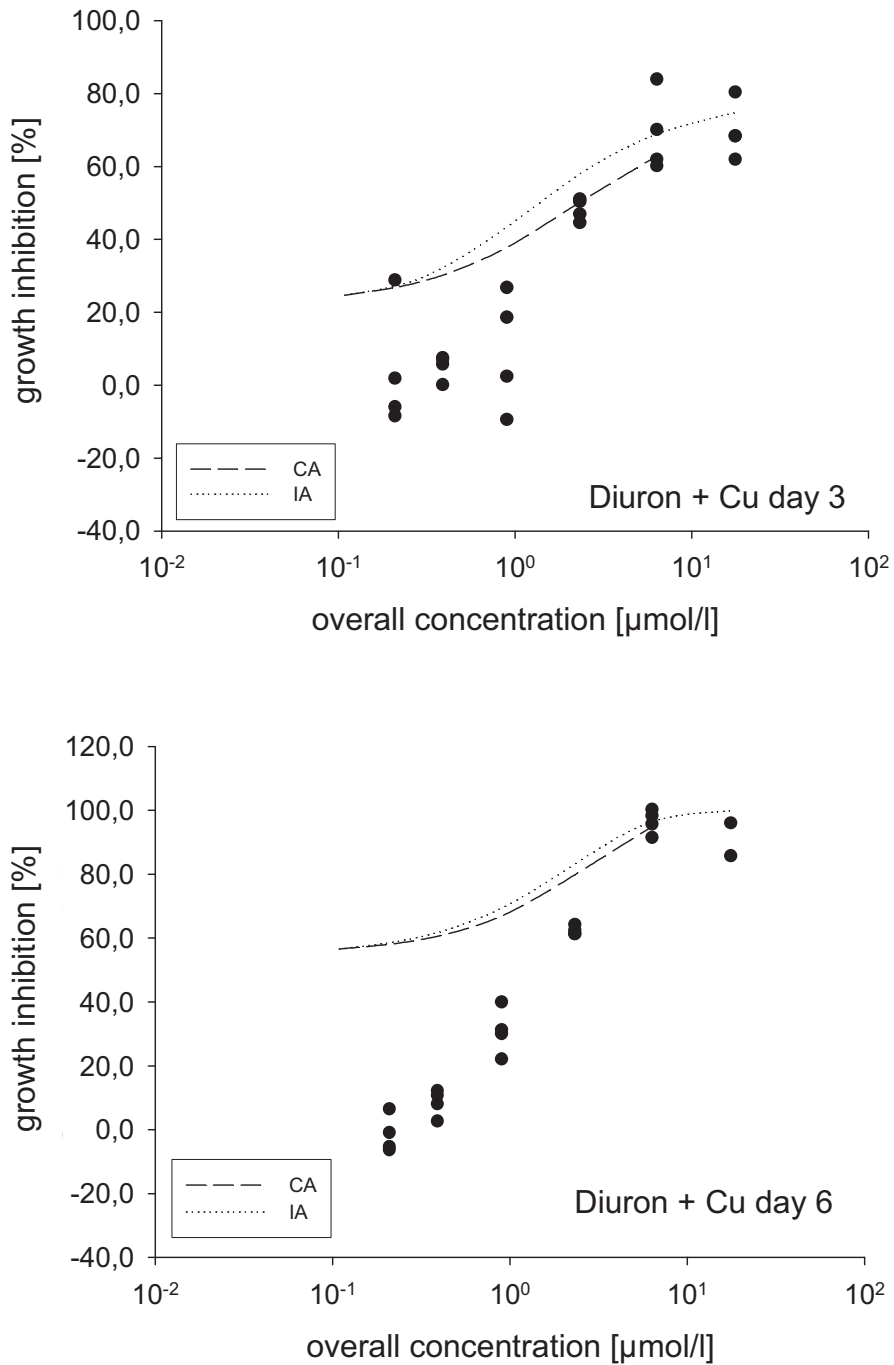 100,0
80,0
60,0
40,0
20,0
0,0
-20,0
-40,0
growth inhibition [%]
CA
IA
Diuron + Cu day 3
10-2 10-1 100 101 102
overall concentration [µmol/l]
120,0
100,0
80,0
60,0
40,0
20,0
0,0
-20,0
-40,0
growth inhibition [%]
CA
IA
Diuron + Cu day 6
10-2 10-1 100 101 102
overall concentration [µmol/l]